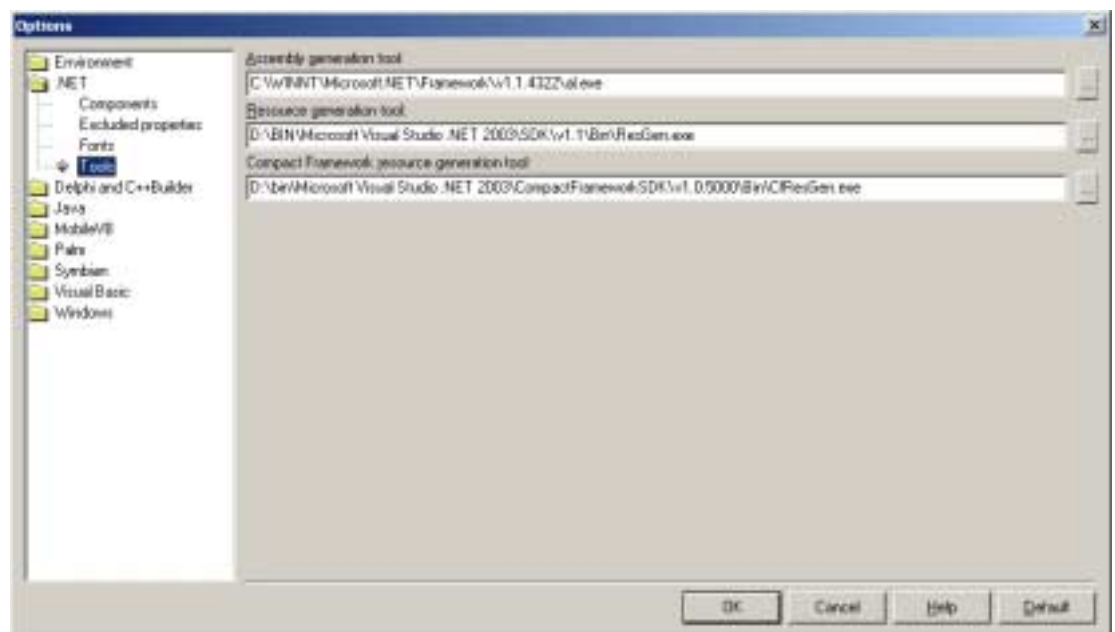 Options
Environment
.NET
Components
Excluded properties
Fonts
Tools
Delphi and C++Builder
Java
MobileVB
Palm
Symbian
Visual Basic
Windows
Assembly generation tool:
C:\WINNT\Microsoft.NET\Framework\v1.1.4322\al.exe
Resource generation tool:
D:\BIN\Microsoft Visual Studio .NET 2003\SDK\v1.1\Bin\ResGen.exe
Compact Framework resource generation tool:
D:\bin\Microsoft Visual Studio .NET 2003\CompactFrameworkSDK\v1.0.5000\Bin\CfResGen.exe
OK
Cancel
Help
Default